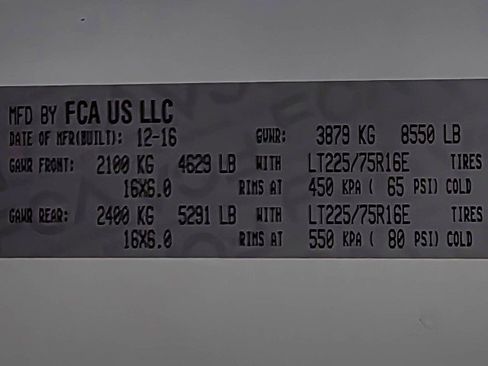 MFD BY FCA US LLC
DATE OF MFR(BUILT): 12-16 GVWR: 3879 KG 8550 LB
GAWR FRONT: 2100 KG 4629 LB WITH LT225/75R16E TIRES
16X6.0 RIMS AT 450 KPA ( 65 PSI) COLD
GAWR REAR: 2400 KG 5291 LB WITH LT225/75R16E TIRES
16X6.0 RIMS AT 550 KPA ( 80 PSI) COLD